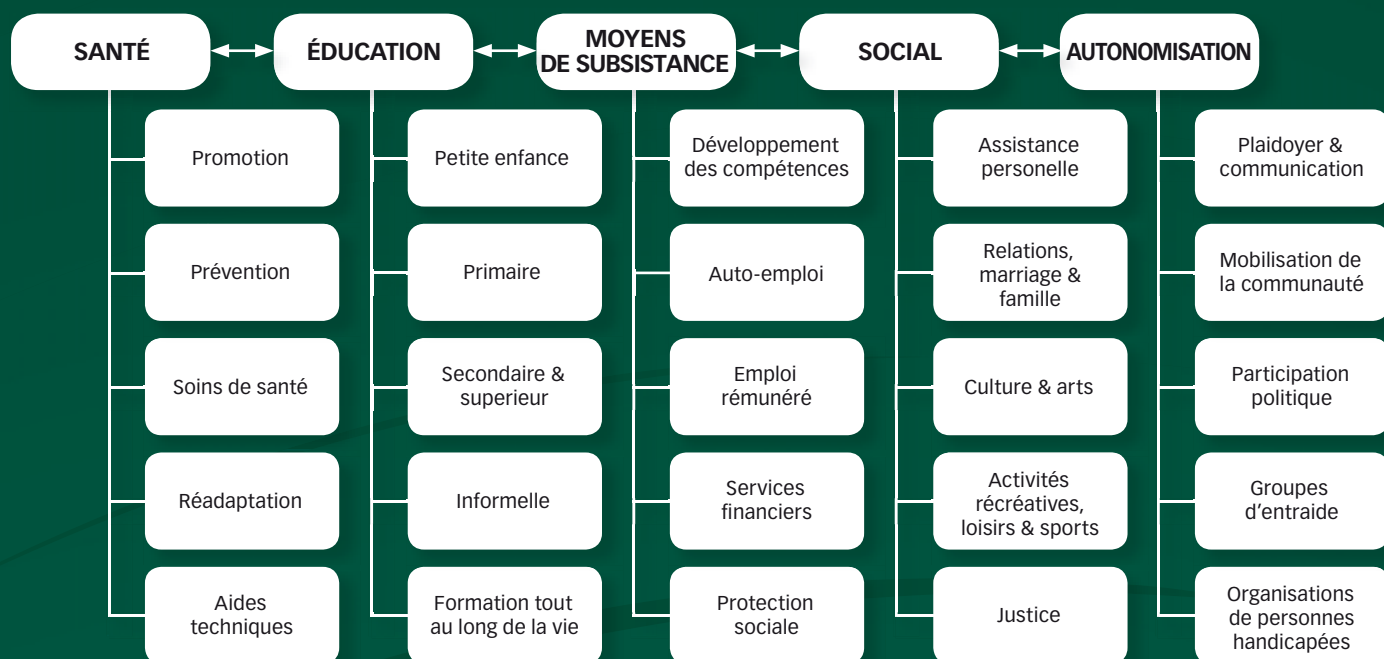 SANTÉ
ÉDUCATION
MOYENS
DE SUBSISTANCE
SOCIAL
AUTONOMISATION
Promotion
Prévention
Soins de santé
Réadaptation
Aides
techniques
Petite enfance
Primaire
Secondaire &
superieur
Informelle
Formation tout
au long de la vie
Développement
des compétences
Auto-emploi
Emploi
rémunéré
Services
financiers
Protection
sociale
Assistance
personelle
Relations,
marriage &
famille
Culture & arts
Activités
récréatives,
loisirs & sports
Justice
Plaidoyer &
communication
Mobilisation de
la communauté
Participation
politique
Groupes
d'entraide
Organisations
de personnes
handicapées